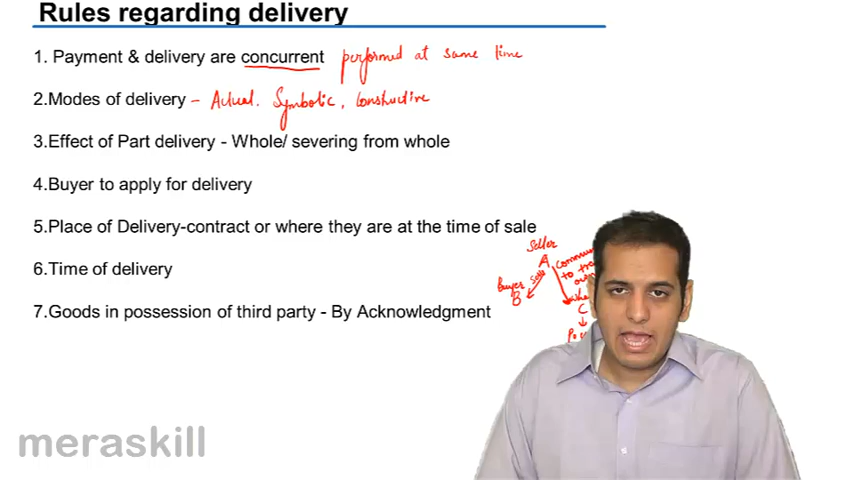 Rules regarding delivery
1. Payment & delivery are concurrent performed at same time
2.Modes of delivery - Actual. Symbolic, Constructive
3.Effect of Part delivery - Whole/ severing from whole
4.Buyer to apply for delivery
5.Place of Delivery-contract or where they are at the time of sale
6.Time of delivery
7.Goods in possession of third party - By Acknowledgment
Seller
A
Buyer
B
Sells
to
C
meraskill